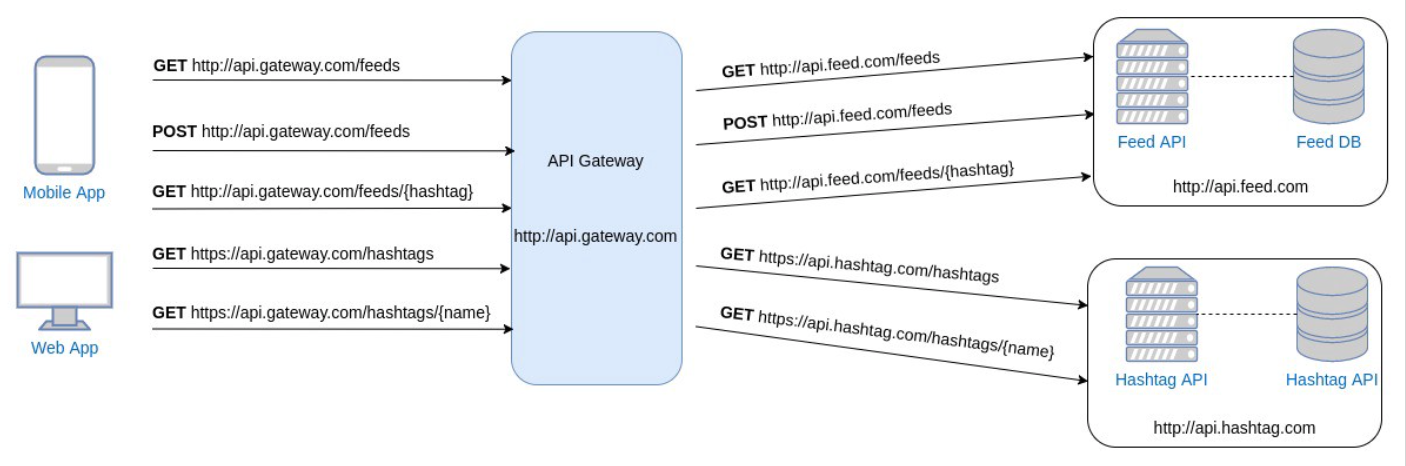 GET http://api.gateway.com/feeds
POST http://api.gateway.com/feeds
GET http://api.gateway.com/feeds/{hashtag}
GET https://api.gateway.com/hashtags
GET https://api.gateway.com/hashtags/{name}
Mobile App
Web App
API Gateway
http://api.gateway.com
GET http://api.feed.com/feeds
POST http://api.feed.com/feeds
GET http://api.feed.com/feeds/{hashtag}
GET https://api.hashtag.com/hashtags
GET https://api.hashtag.com/hashtags/{name}
Feed API
Feed DB
http://api.feed.com
Hashtag API
Hashtag API
http://api.hashtag.com